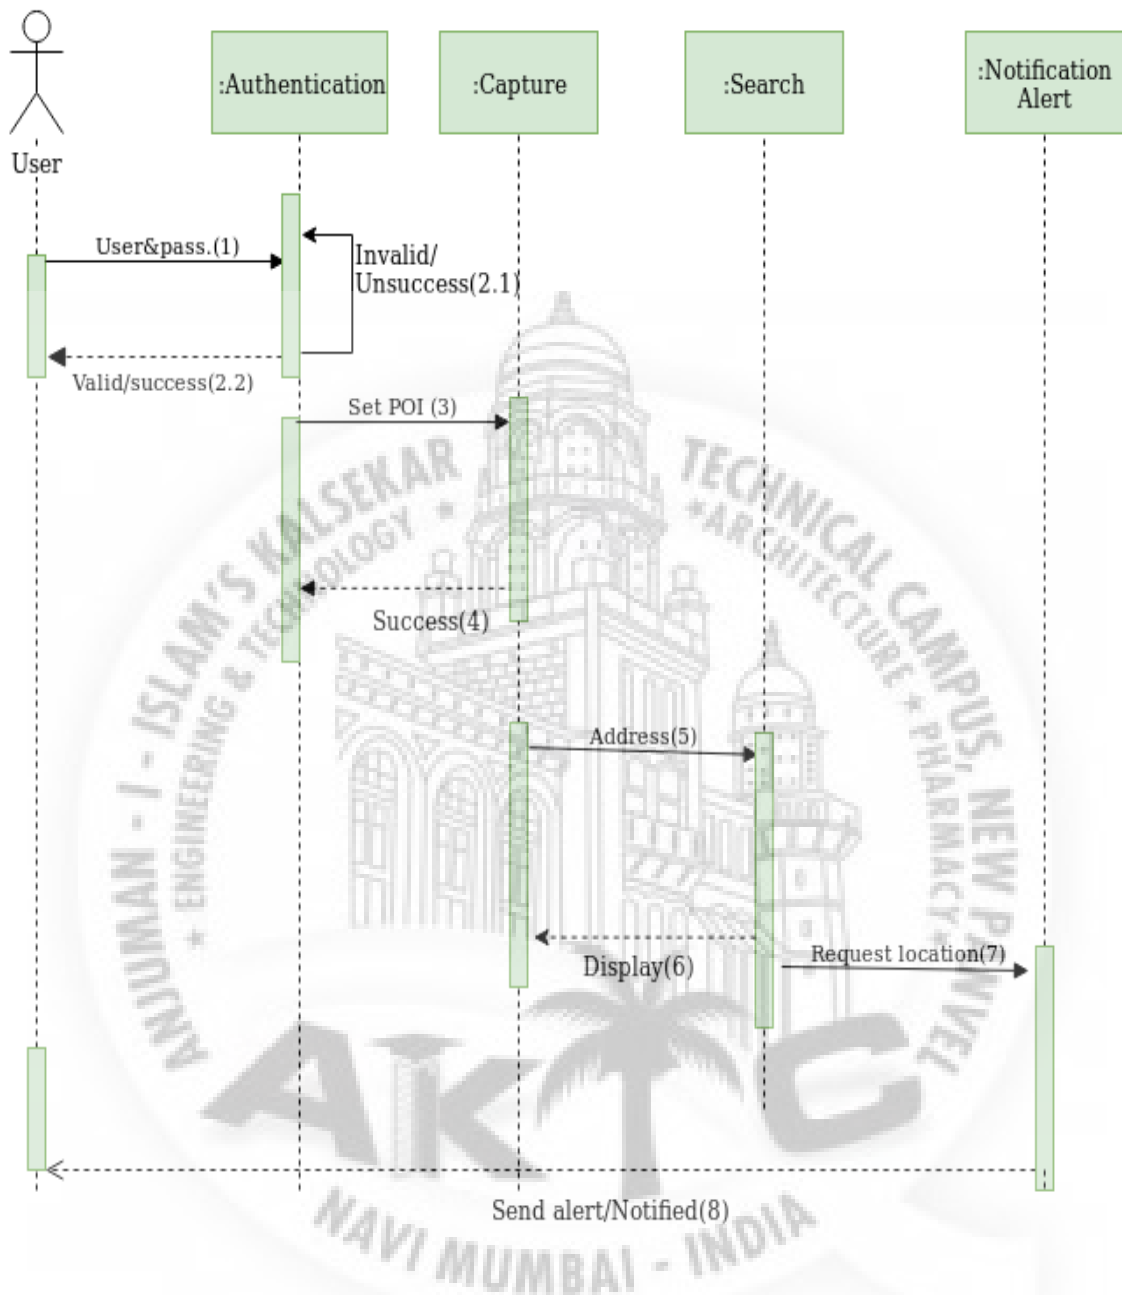 :Authentication
:Capture
:Search
:Notification
Alert
User
User&pass.(1)
Invalid/
Unsuccess(2.1)
Valid/success(2.2)
Set POI (3)
Success(4)
Address(5)
Display(6)
Request location(7)
Send alert/Notified(8)
ANJUMAN - I - ISLAM'S KALSEKAR TECHNICAL CAMPUS, NEW PANVEL
★ ENGINEERING & TECHNOLOGY ★ ★ARCHITECTURE ★ PHARMACY★
AKTC
NAVI MUMBAI - INDIA